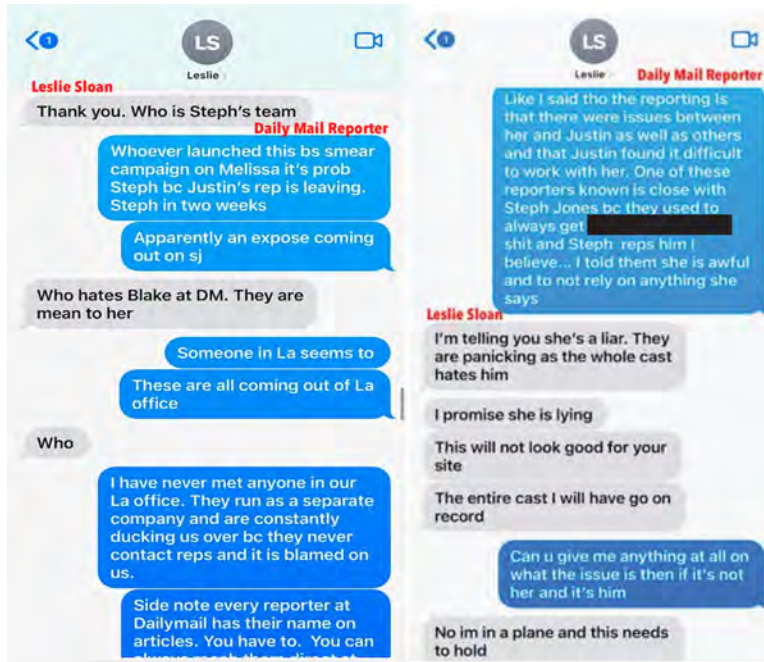 1
LS
Leslie
Leslie Sloan
Thank you. Who is Steph's team
Daily Mail Reporter
Whoever launched this bs smear
campaign on Melissa it's prob
Steph bc Justin's rep is leaving.
Steph in two weeks
Apparently an expose coming
out on sj
Who hates Blake at DM. They are
mean to her
Someone in La seems to
These are all coming out of La
office
Who
I have never met anyone in our
La office. They run as a separate
company and are constantly
ducking us over bc they never
contact reps and it is blamed on
us.
Side note every reporter at
Dailymail has their name on
articles. You have to. You can
1
LS
Leslie
Daily Mail Reporter
Like I said tho the reporting is
that there were issues between
her and Justin as well as others
and that Justin found it difficult
to work with her. One of these
reporters known is close with
Steph Jones bc they used to
always get
shit and Steph reps him I
believe... I told them she is awful
and to not rely on anything she
says
Leslie Sloan
I'm telling you she's a liar. They
are panicking as the whole cast
hates him
I promise she is lying
This will not look good for your
site
The entire cast I will have go on
record
Can u give me anything at all on
what the issue is then if it's not
her and it's him
No im in a plane and this needs
to hold